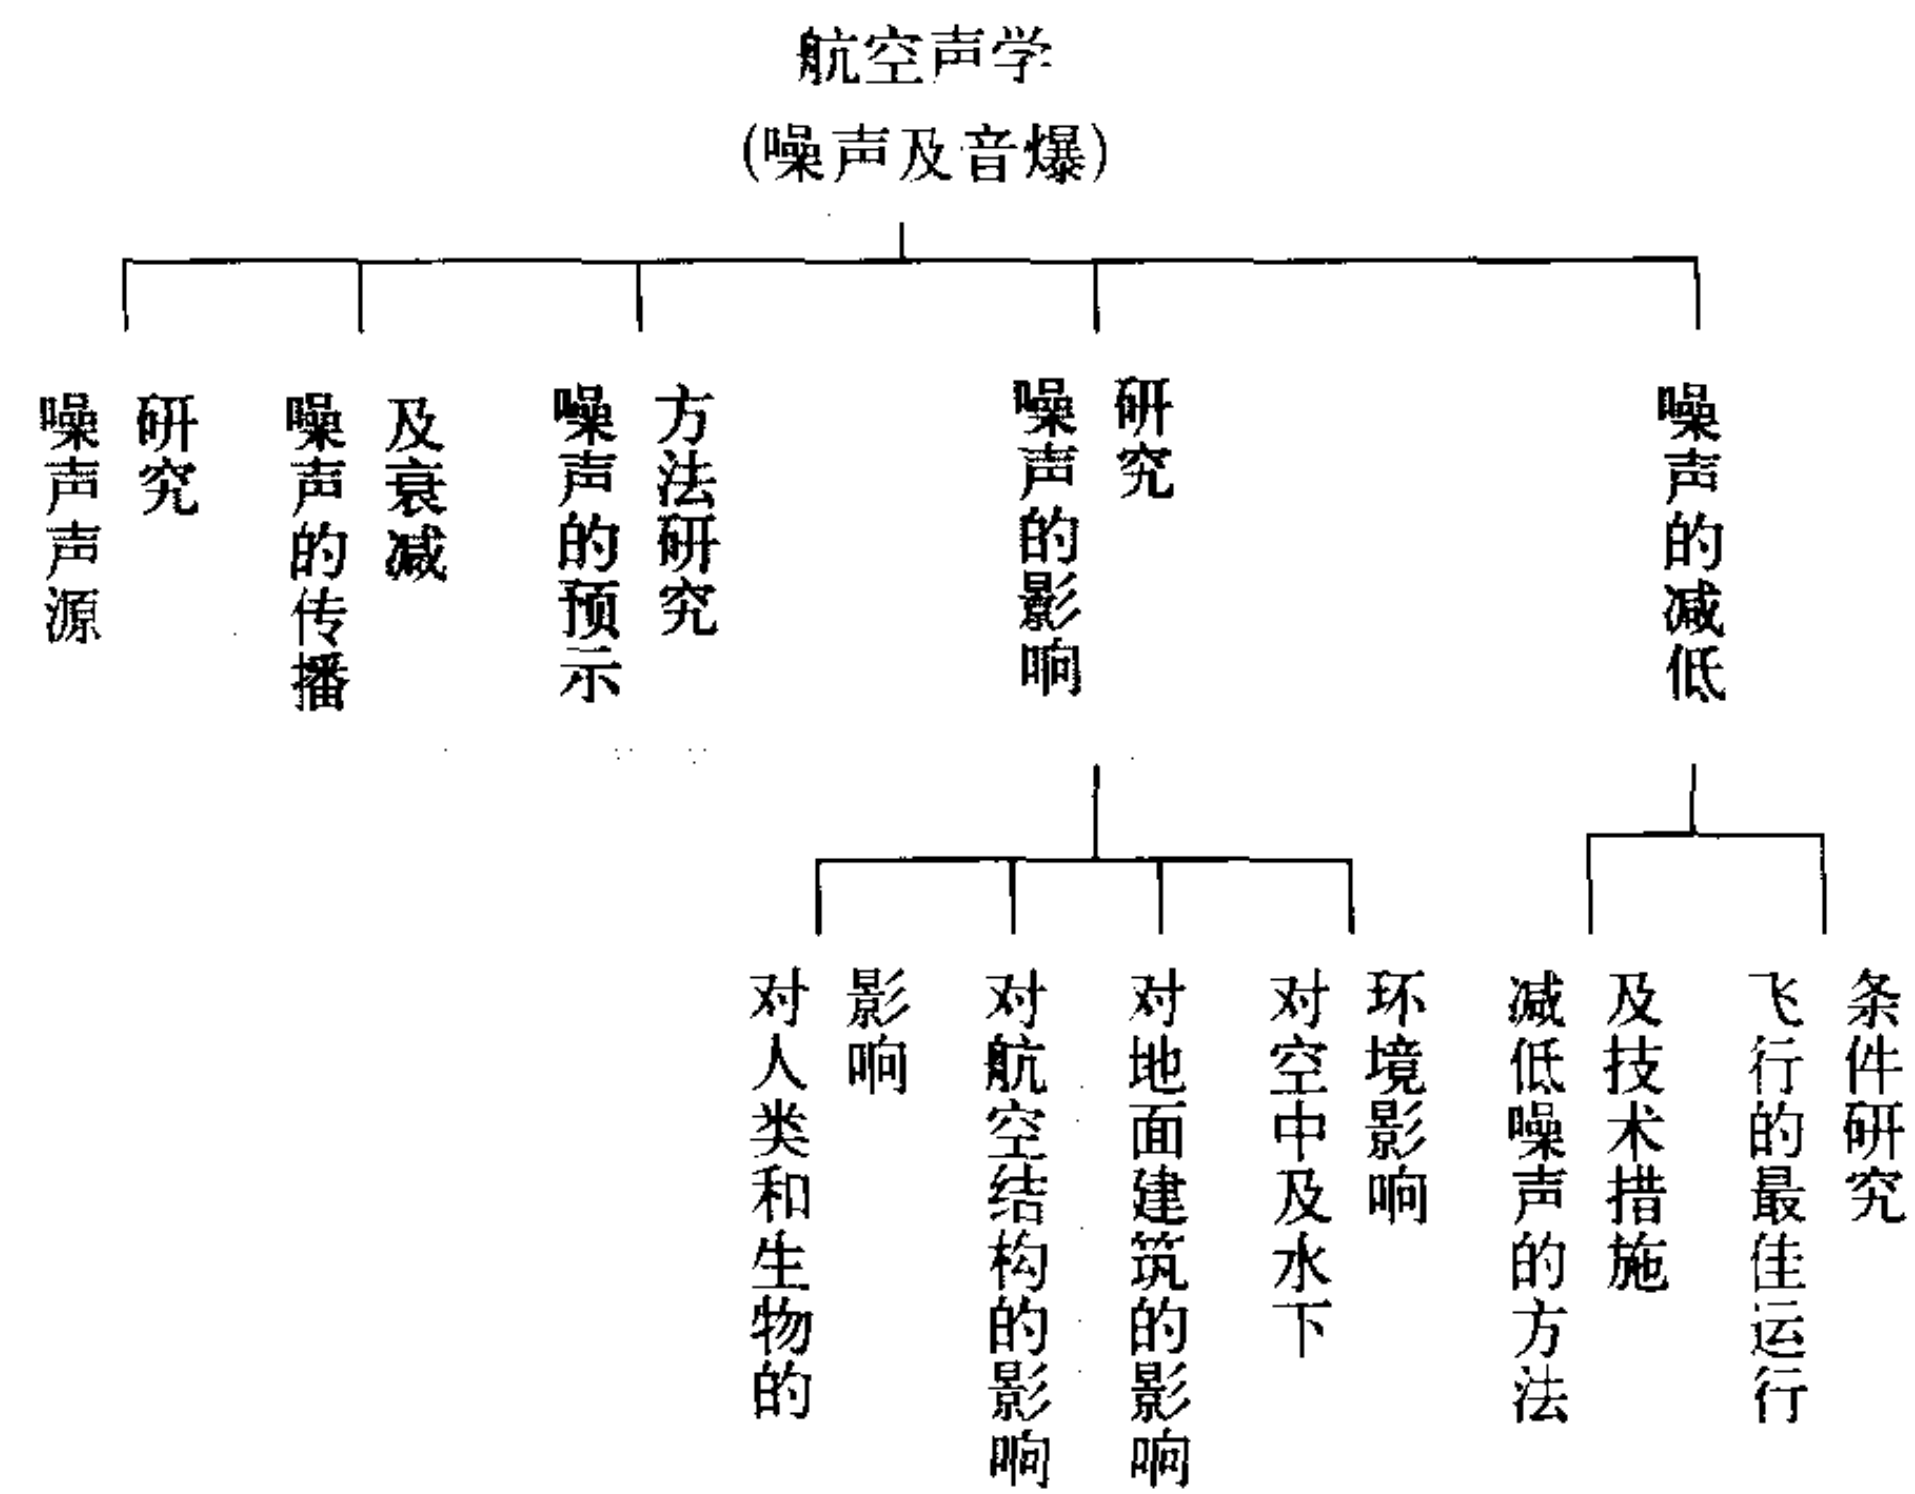 航空声学
(噪声及音爆)
噪声声源
研究
噪声的传播
及衰减
噪声的预示
方法研究
噪声的影响
研究
噪声的减低
对人类和生物的
影响
对航空结构的影响
对地面建筑的影响
对空中及水下
环境影响
减低噪声的方法
及技术措施
飞行的最佳运行
条件研究